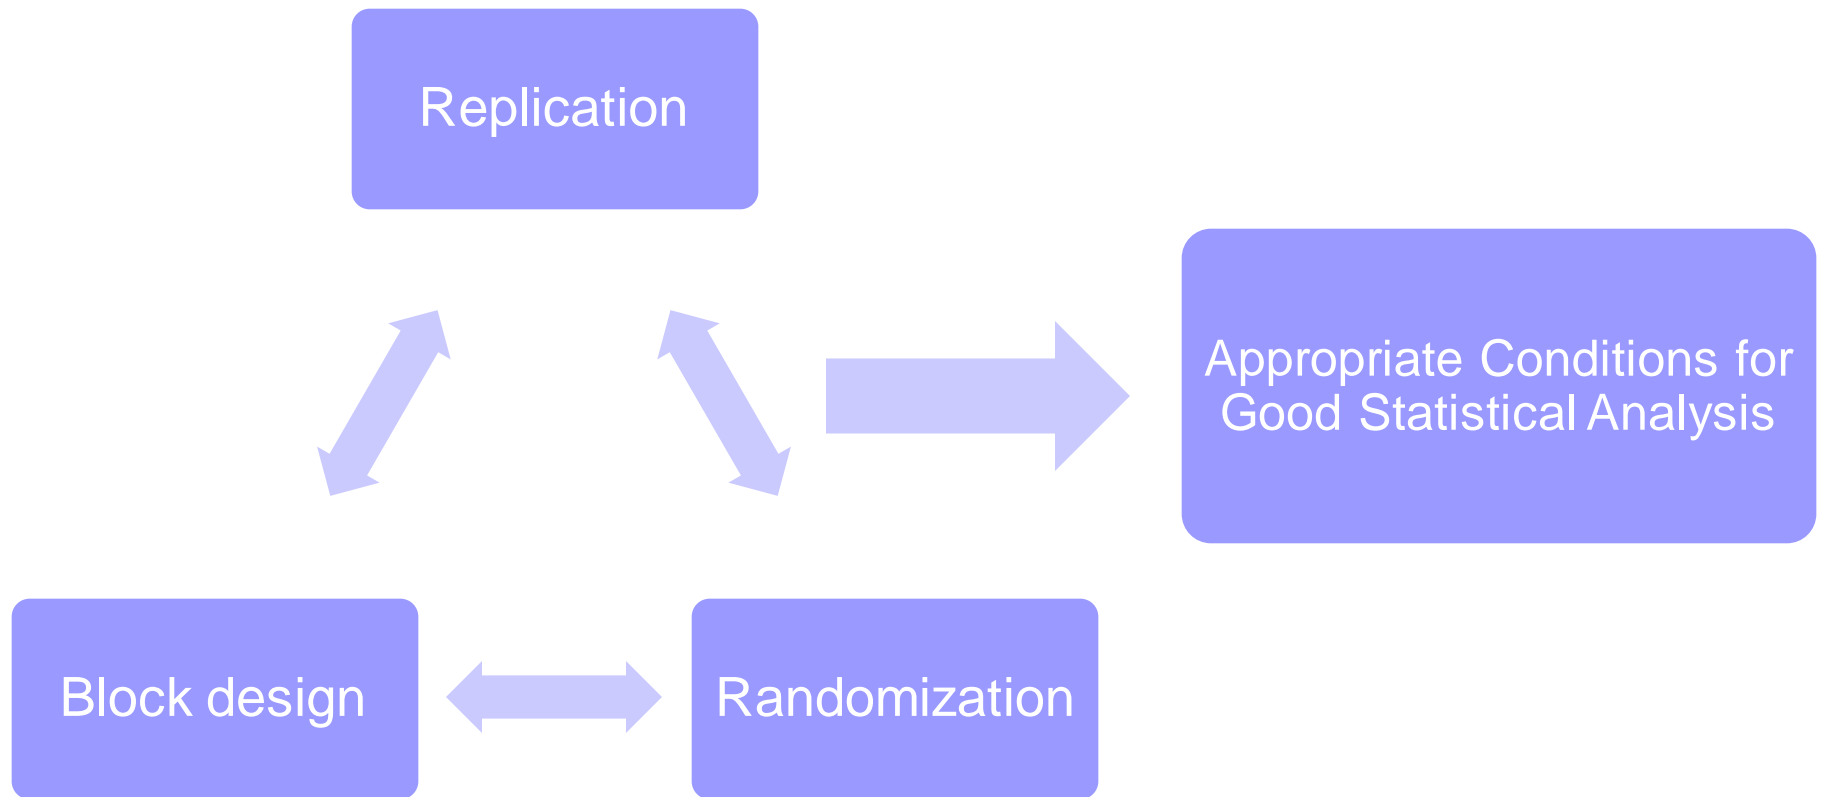 Replication
Appropriate Conditions for
Good Statistical Analysis
Block design
Randomization